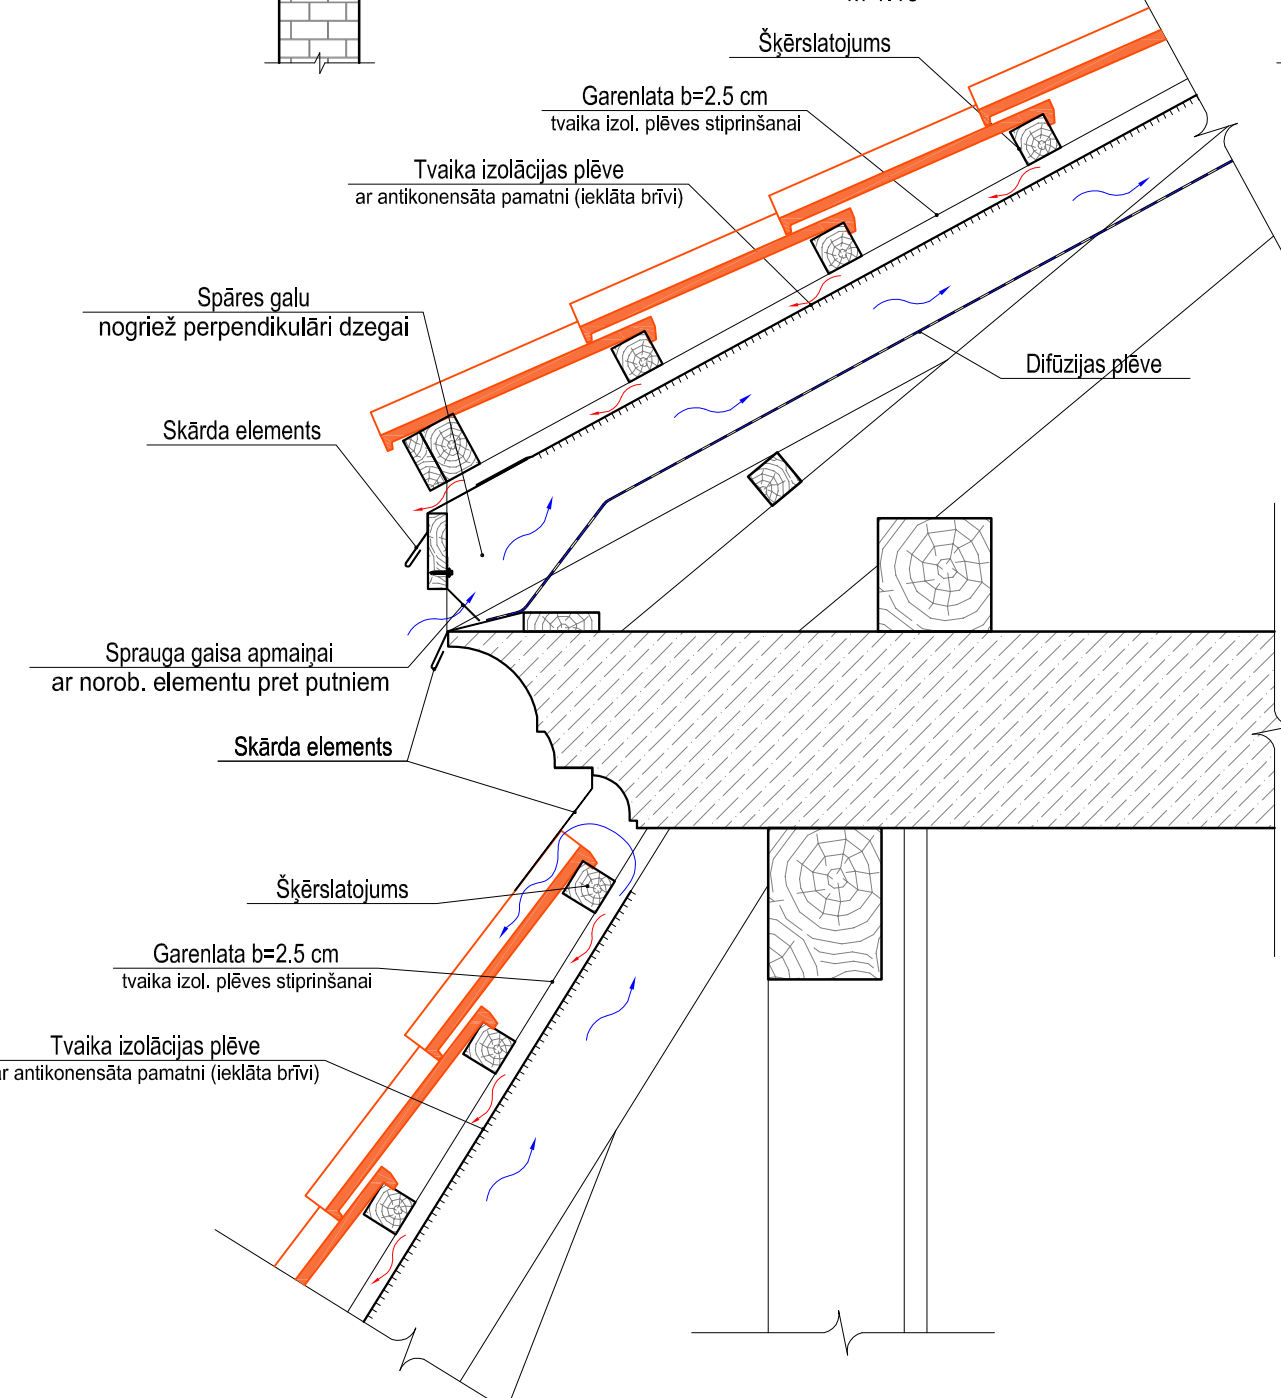 Šķērslatojums
Garenlata b=2.5 cm
tvaika izol. plēves stiprinšanai
Tvaika izolācijas plēve
ar antikonensāta pamatni (ieklāta brīvi)
Spāres galu
nogriež perpendikulāri dzegai
Difūzijas plēve
Skārda elements
Sprauga gaisa apmaiņai
ar norob. elementu pret putniem
Skārda elements
Šķērslatojums
Garenlata b=2.5 cm
tvaika izol. plēves stiprinšanai
Tvaika izolācijas plēve
ar antikonensāta pamatni (ieklāta brīvi)